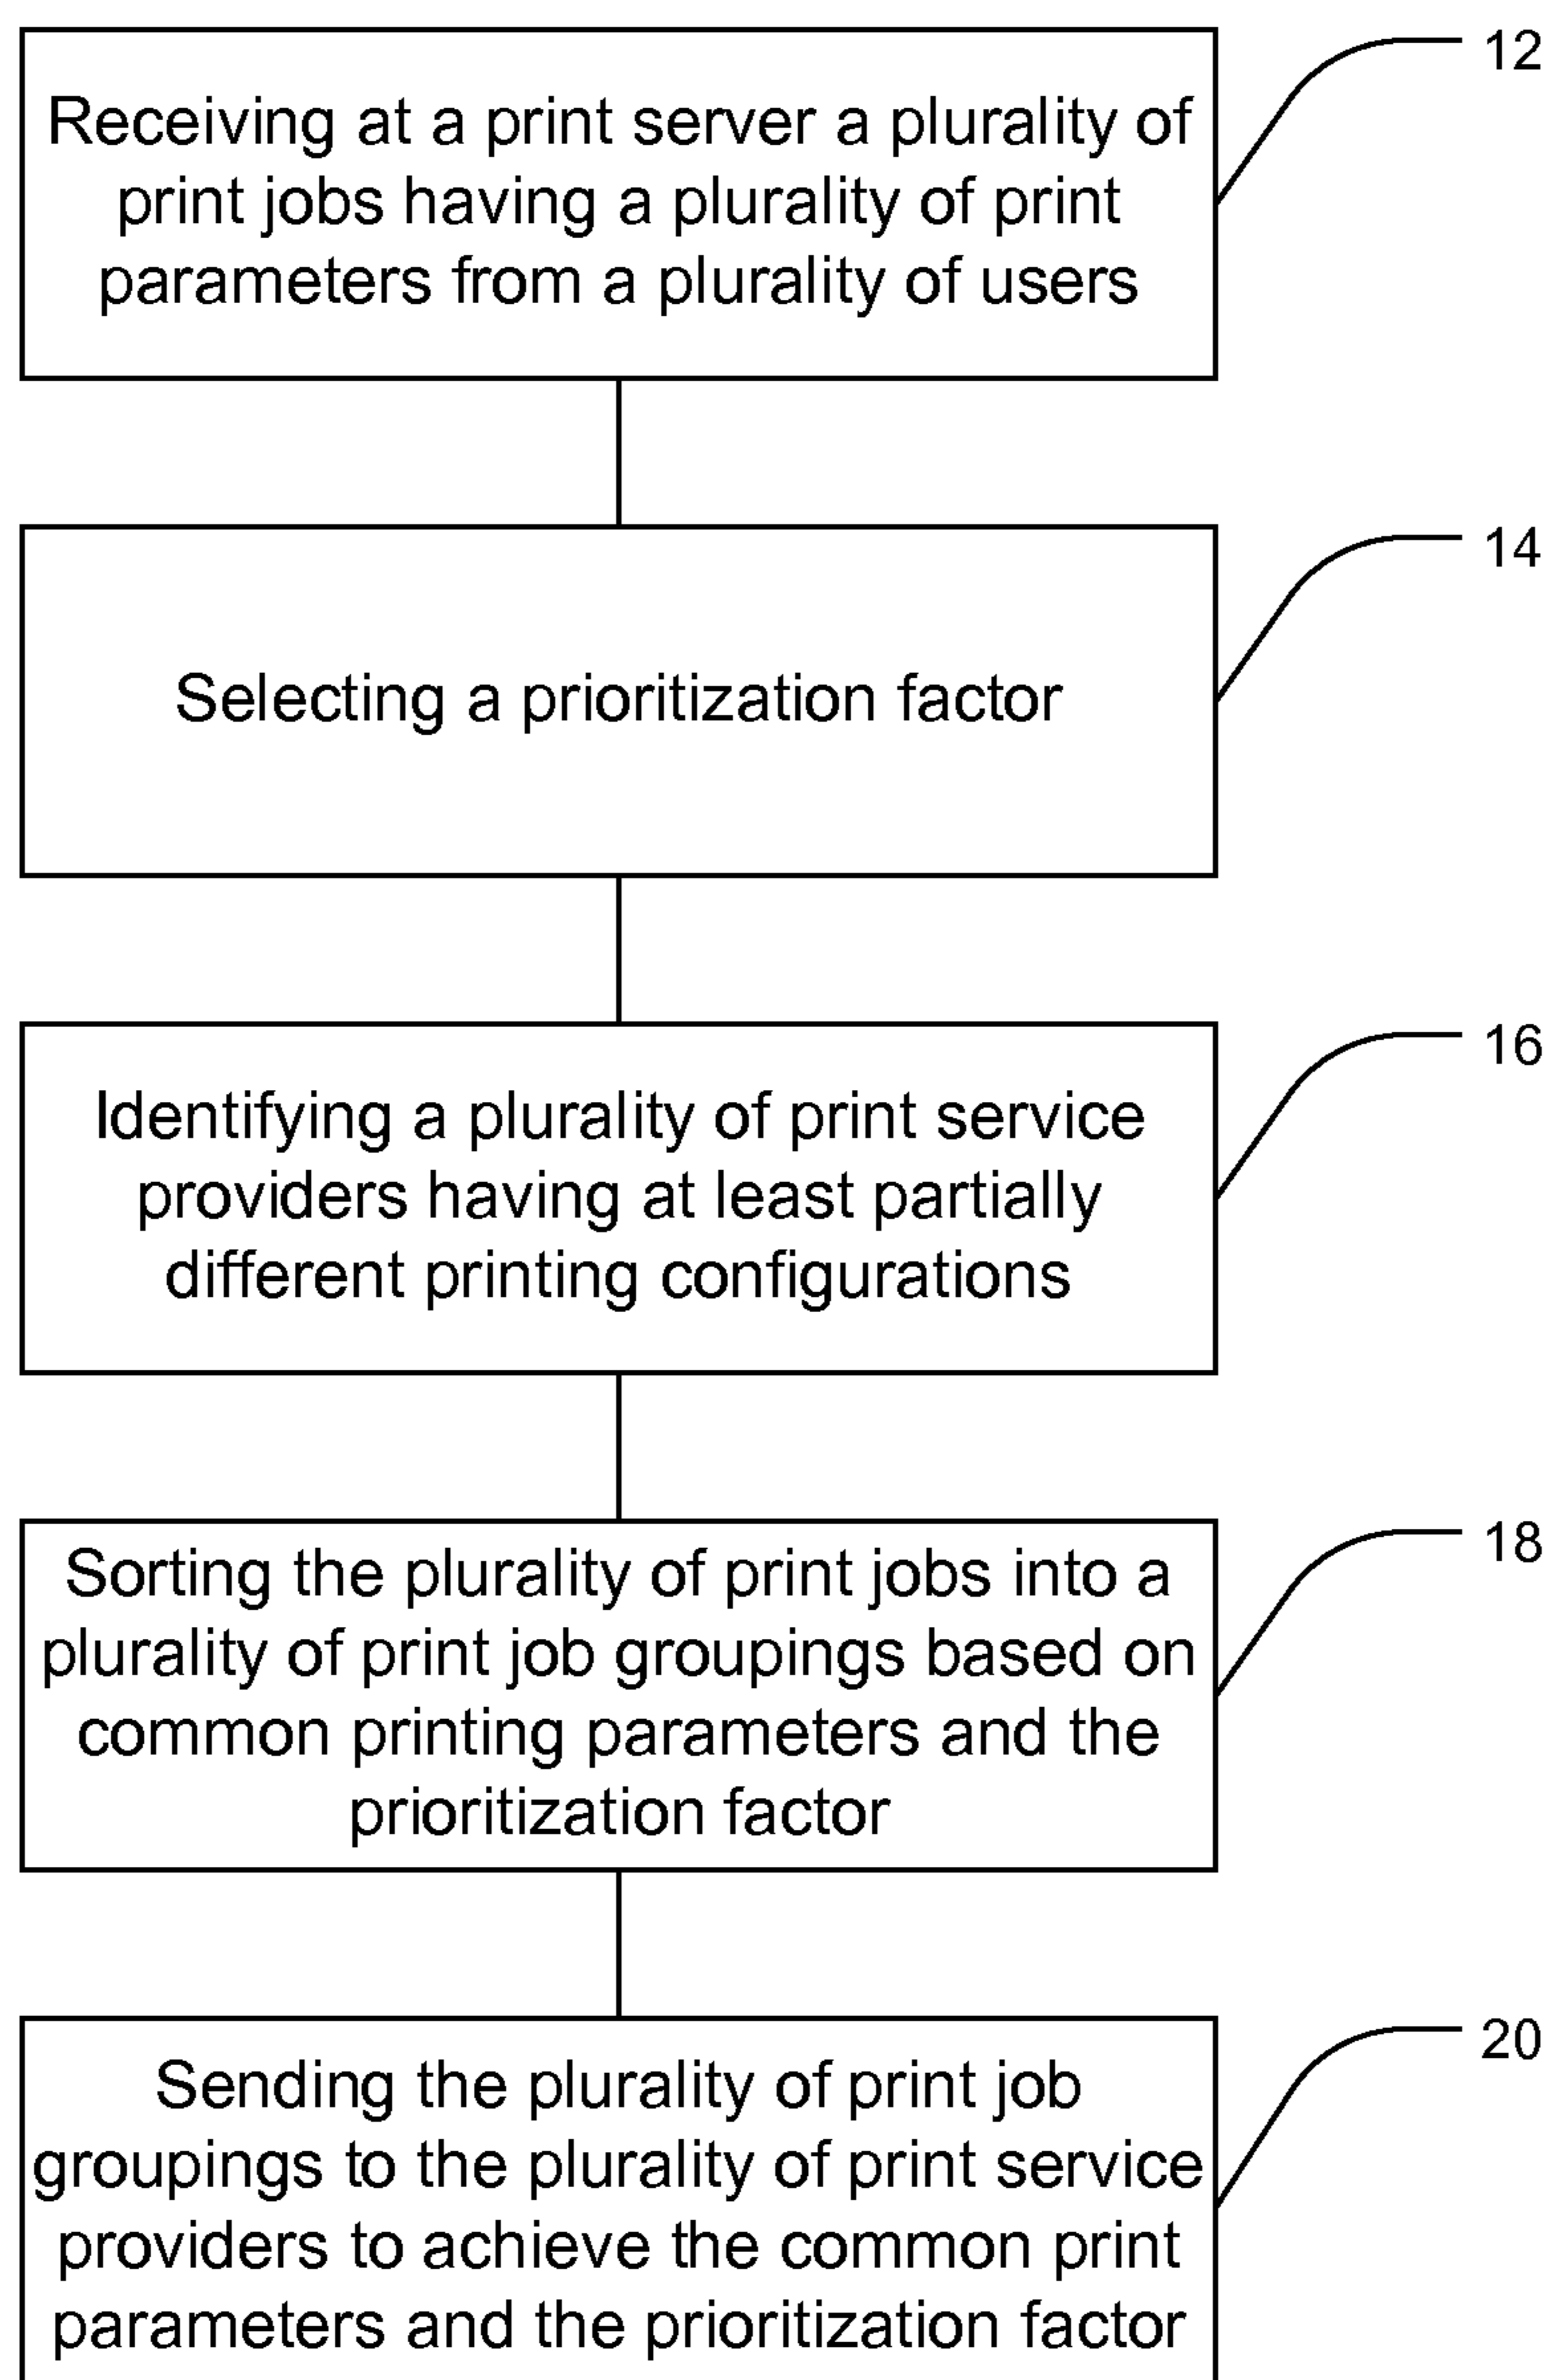 Receiving at a print server a plurality of
print jobs having a plurality of print
parameters from a plurality of users
12
Selecting a prioritization factor
14
Identifying a plurality of print service
providers having at least partially
different printing configurations
16
Sorting the plurality of print jobs into a
plurality of print job groupings based on
common printing parameters and the
prioritization factor
18
Sending the plurality of print job
groupings to the plurality of print service
providers to achieve the common print
parameters and the prioritization factor
20